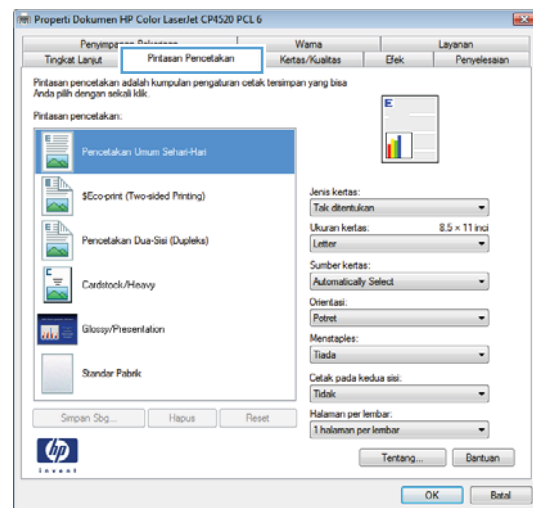 Properti Dokumen HP Color LaserJet CP4520 PCL 6
Warna
Layanan
Tingkat Lanjut
Pintasan Pencetakan
Kertas/Kualitas
Efek
Penyelesaian
Pintasan pencetakan adalah kumpulan pengaturan cetak tersimpan yang bisa
Anda pilih dengan sekali klik.
Pintasan pencetakan:
Pencetakan Umum Sehari-Hari
$Eco-print (Two-sided Printing)
Pencetakan Dua-Sisi (Dupleks)
Cardstock/Heavy
Glossy/Presentation
Standar Pabrik
Simpan Sbg...
Hapus
Reset
Jenis kertas:
Tak ditentukan
Ukuran kertas: 8.5 × 11 inci
Letter
Sumber kertas:
Automatically Select
Orientasi:
Potret
Menstaples:
Tiada
Cetak pada kedua sisi:
Tidak
Halaman per lembar:
1 halaman per lembar
hp
invent
Tentang...
Bantuan
OK
Batal